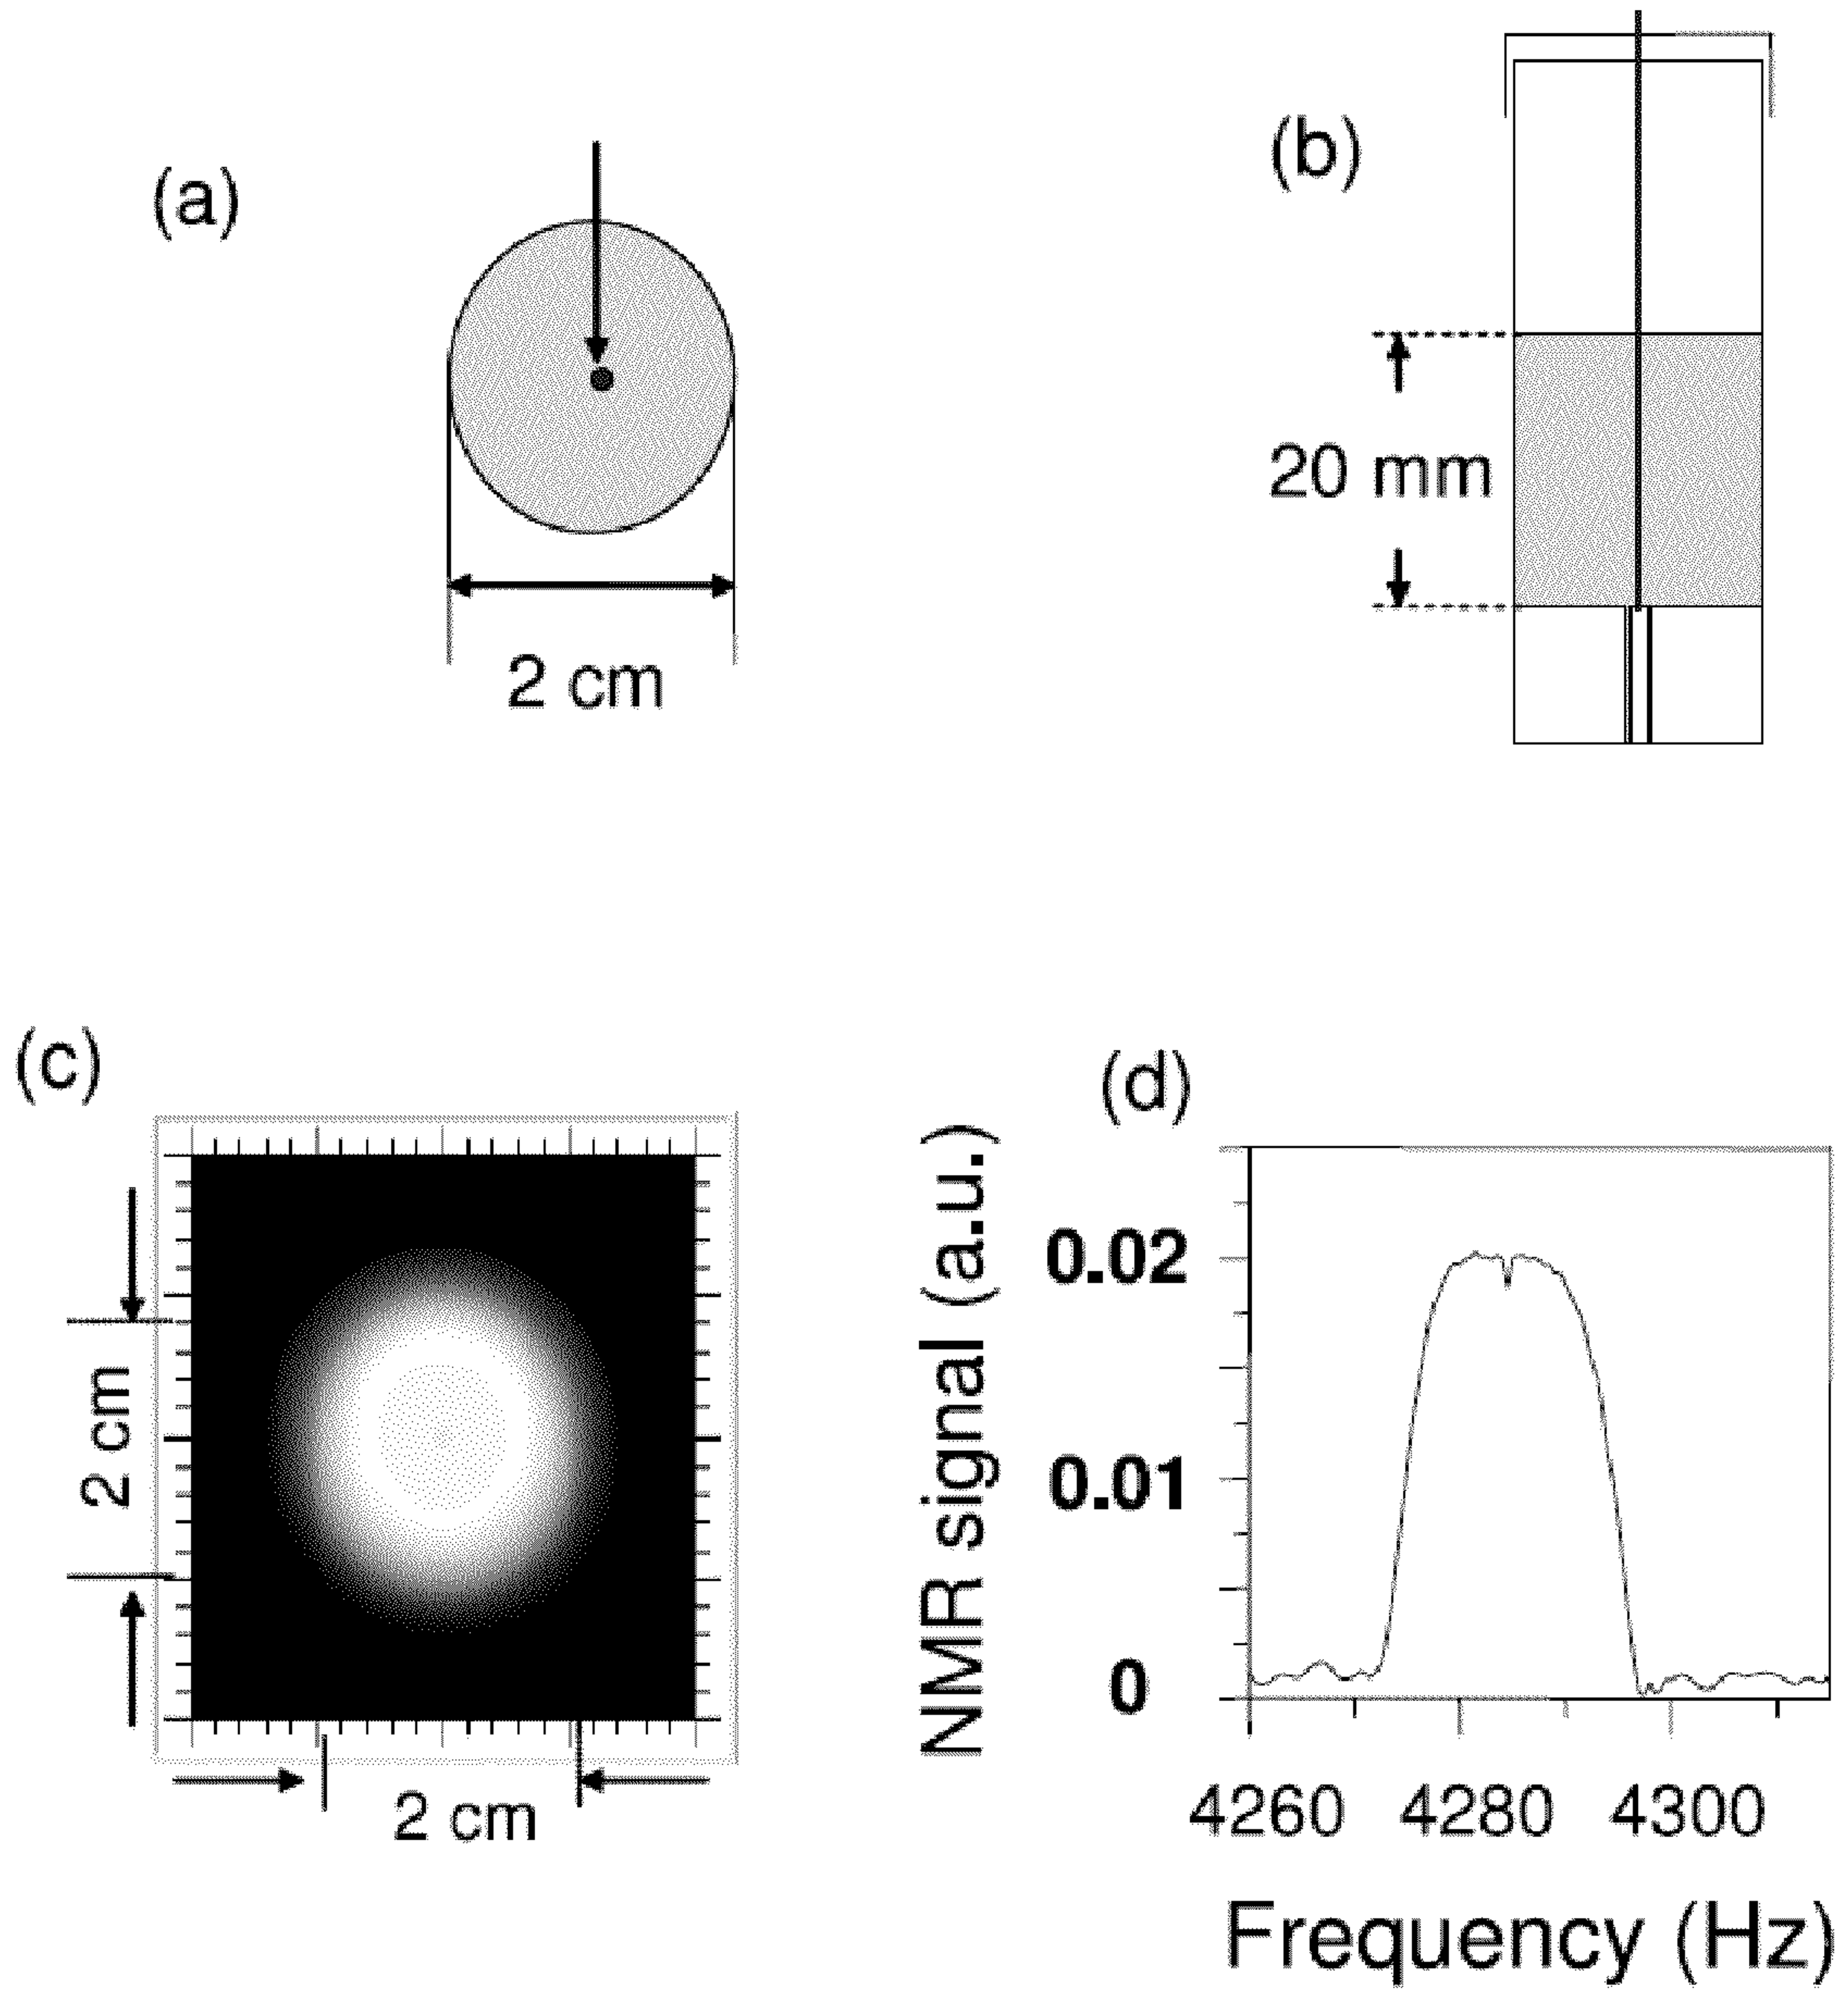 (a)
2 cm
(b)
20 mm
(c)
2 cm
2 cm
(d)
NMR signal (a.u.)
0.02
0.01
0
4260 4280 4300
Frequency (Hz)